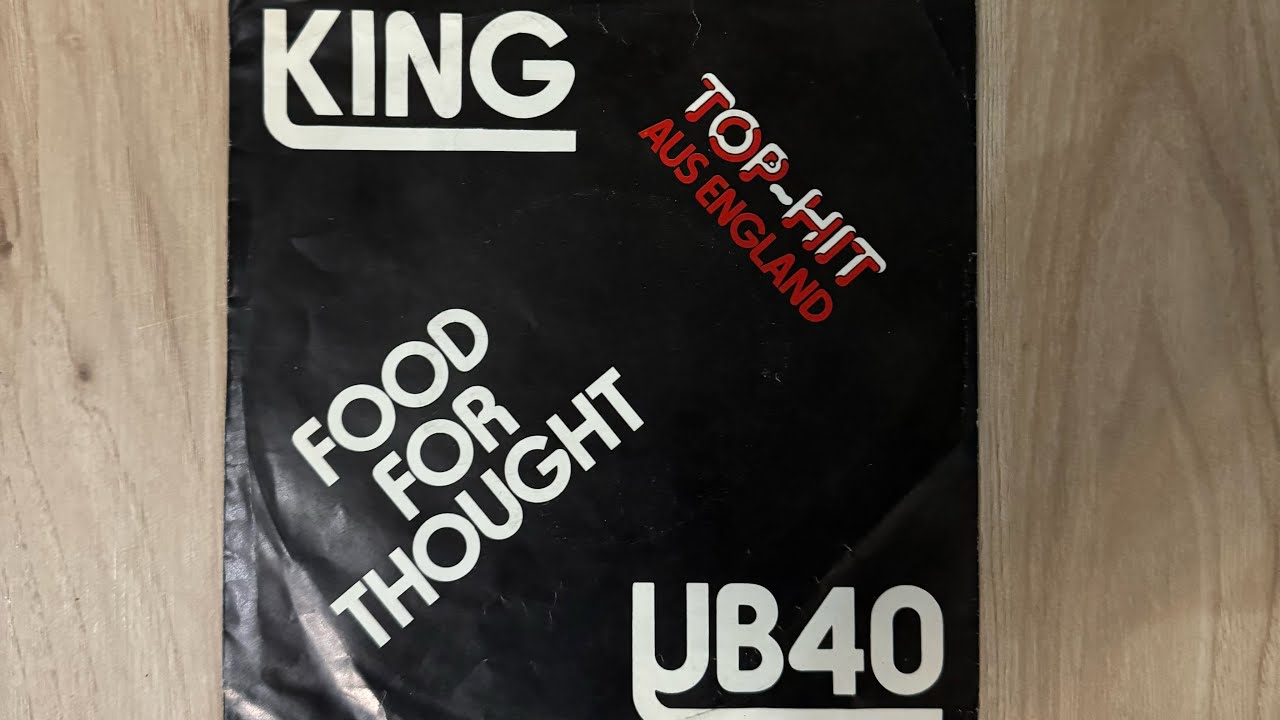 KING
TOP-HIT
AUS ENGLAND
FOOD
FOR
THOUGHT
UB40